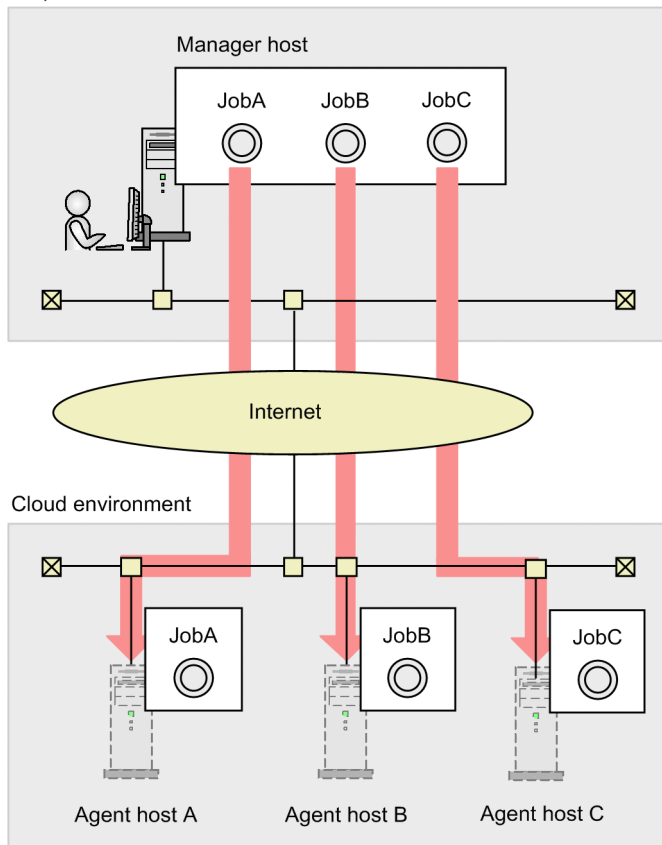 Manager host
JobA JobB JobC
Internet
Cloud environment
JobA JobB JobC
Agent host A Agent host B Agent host C